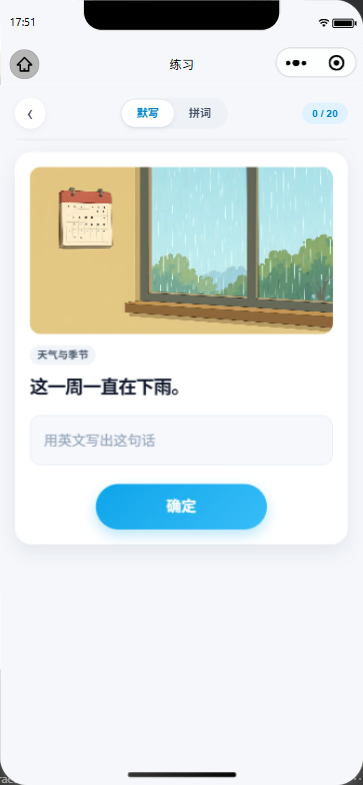 17:51
练习
默写
拼词
0 / 20
天气与季节
这一周一直在下雨。
用英文写出这句话
确定